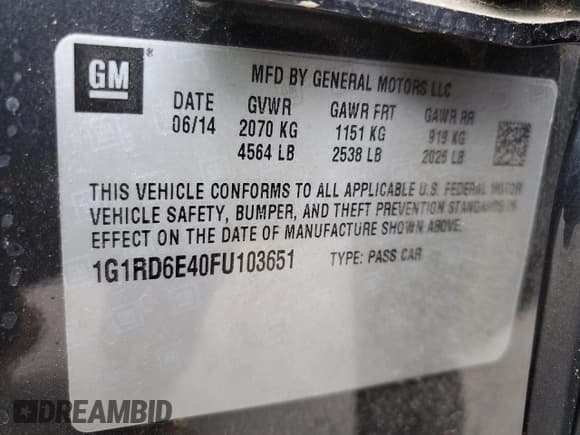 GM ®
MFD BY GENERAL MOTORS LLC
DATE GVWR GAWR FRT GAWR RR
06/14 2070 KG 1151 KG 919 KG
4564 LB 2538 LB 2026 LB
THIS VEHICLE CONFORMS TO ALL APPLICABLE U.S. FEDERAL MOTOR
VEHICLE SAFETY, BUMPER, AND THEFT PREVENTION STANDARDS IN
EFFECT ON THE DATE OF MANUFACTURE SHOWN ABOVE.
1G1RD6E40FU103651 TYPE: PASS CAR
DREAMBID